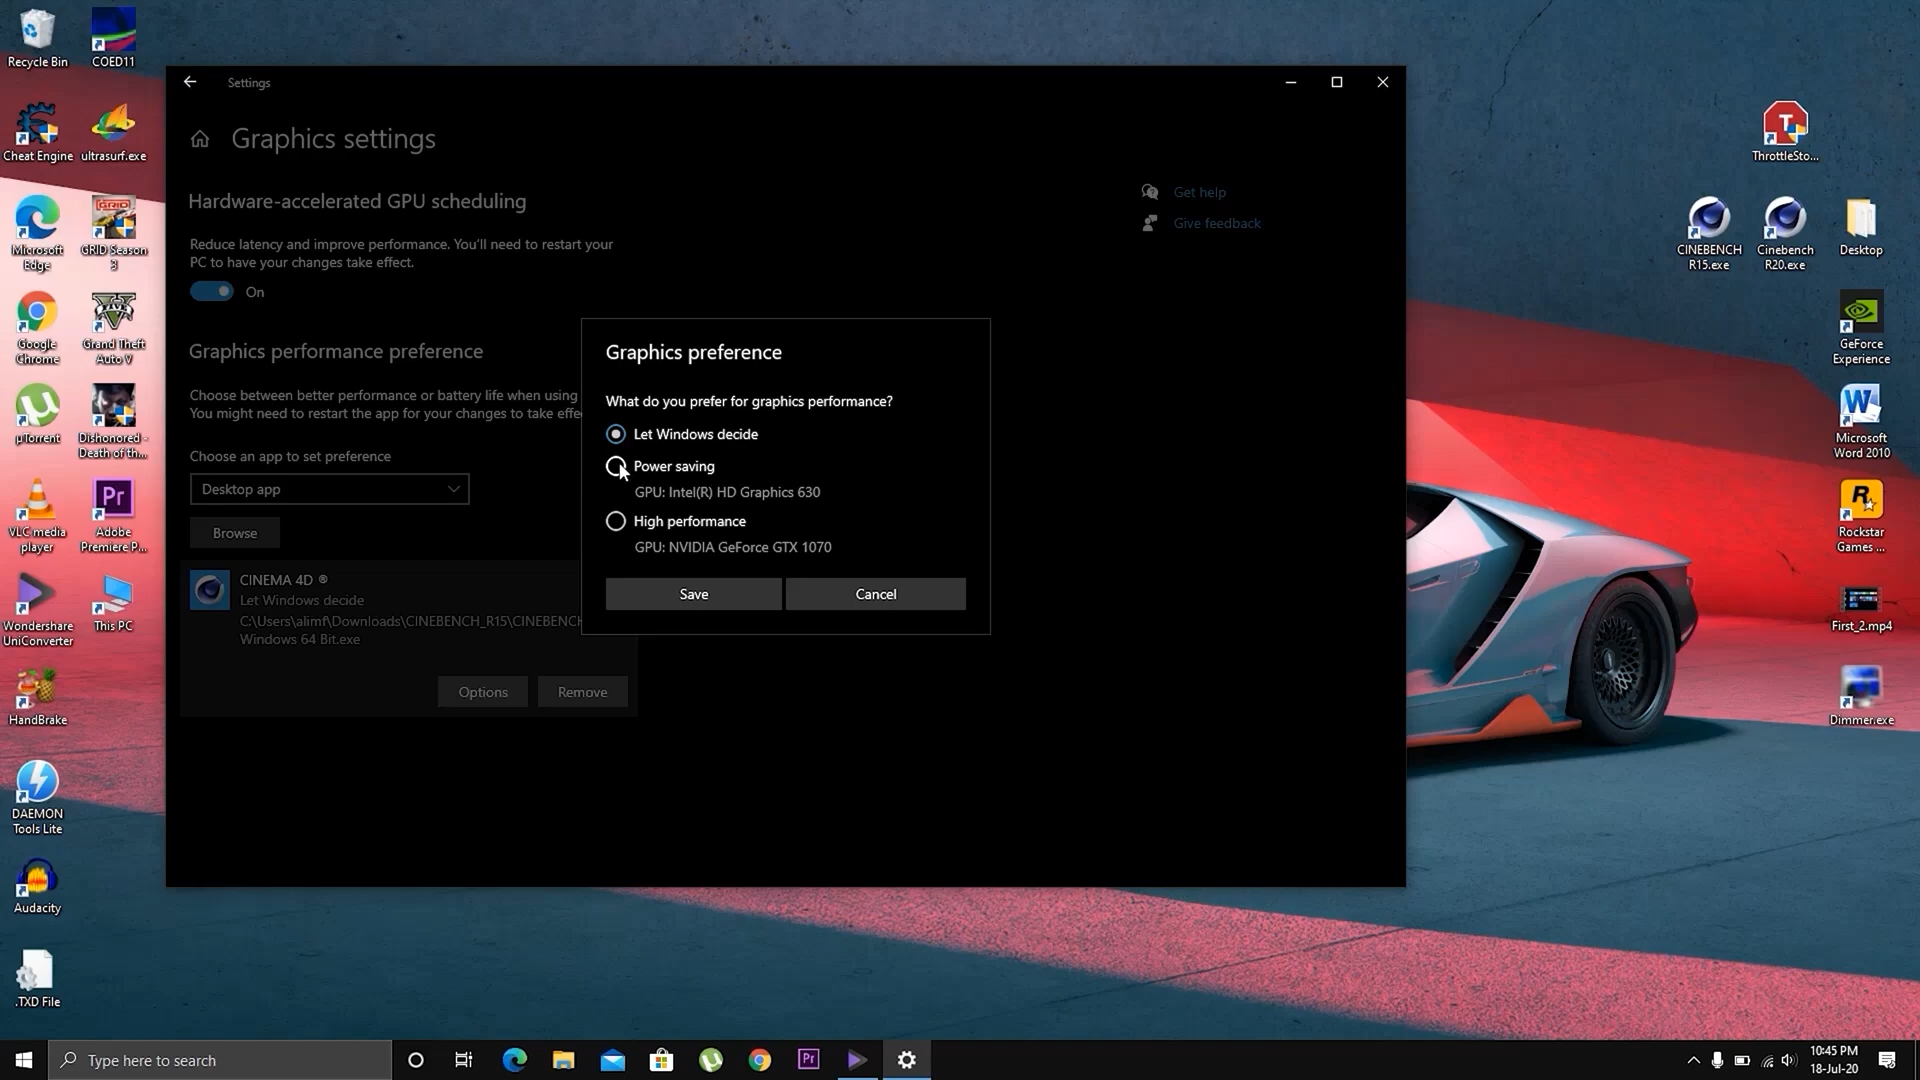 Recycle Bin
COED11
Cheat Engine
ultrasurf.exe
Microsoft
Edge
GRID Season
3
Google
Chrome
Grand Theft
Auto V
µTorrent
Dishonored -
Death of th...
VLC media
player
Adobe
Premiere P...
Wondershare
UniConverter
This PC
HandBrake
DAEMON
Tools Lite
Audacity
.TXD File
Settings
Graphics settings
Hardware-accelerated GPU scheduling
Reduce latency and improve performance. You'll need to restart your
PC to have your changes take effect.
On
Graphics performance preference
Choose between better performance or battery life when using
You might need to restart the app for your changes to take effe
Choose an app to set preference
Desktop app
Browse
CINEMA 4D ®
Let Windows decide
C:\Users\alimf\Downloads\CINEBENCH_R15\CINEBENCH
Windows 64 Bit.exe
Options
Remove
Get help
Give feedback
Graphics preference
What do you prefer for graphics performance?
Let Windows decide
Power saving
GPU: Intel(R) HD Graphics 630
High performance
GPU: NVIDIA GeForce GTX 1070
Save
Cancel
ThrottleSto...
CINEBENCH
R15.exe
Cinebench
R20.exe
Desktop
GeForce
Experience
Microsoft
Word 2010
Rockstar
Games ...
First_2.mp4
Dimmer.exe
Type here to search
10:45 PM
18-Jul-20